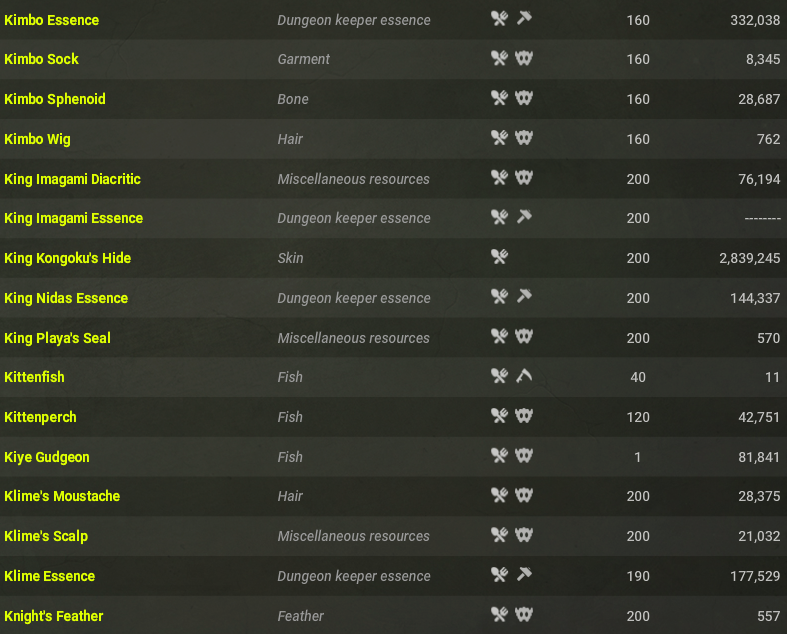 Kimbo Essence Dungeon keeper essence 160 332,038
Kimbo Sock Garment 160 8,345
Kimbo Sphenoid Bone 160 28,687
Kimbo Wig Hair 160 762
King Imagami Diacritic Miscellaneous resources 200 76,194
King Imagami Essence Dungeon keeper essence 200 --------
King Kongoku's Hide Skin 200 2,839,245
King Nidas Essence Dungeon keeper essence 200 144,337
King Playa's Seal Miscellaneous resources 200 570
Kittenfish Fish 40 11
Kittenperch Fish 120 42,751
Kiye Gudgeon Fish 1 81,841
Klime's Moustache Hair 200 28,375
Klime's Scalp Miscellaneous resources 200 21,032
Klime Essence Dungeon keeper essence 190 177,529
Knight's Feather Feather 200 557